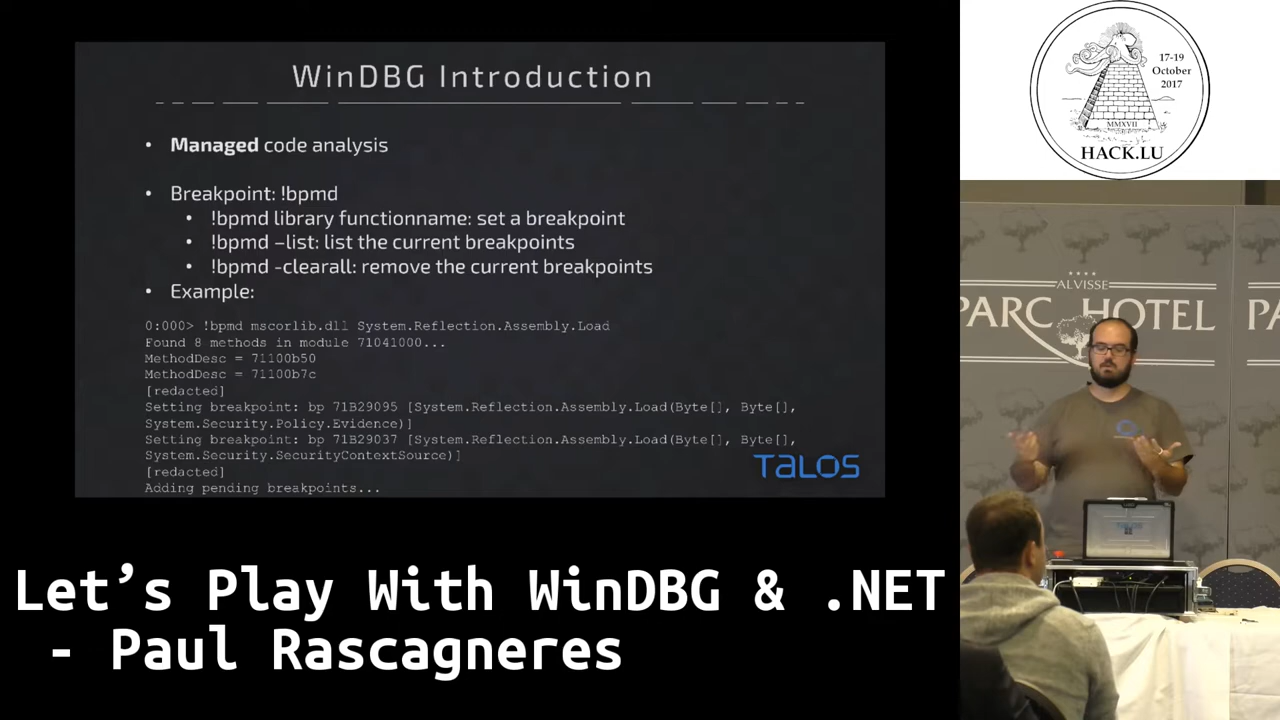 WinDBG Introduction
• Managed code analysis
• Breakpoint: !bpmd
• !bpmd library functionname: set a breakpoint
• !bpmd –list: list the current breakpoints
• !bpmd -clearall: remove the current breakpoints
• Example:
0:000> !bpmd mscorlib.dll System.Reflection.Assembly.Load
Found 8 methods in module 71041000...
MethodDesc = 71100b50
MethodDesc = 71100b7c
[redacted]
Setting breakpoint: bp 71B29095 [System.Reflection.Assembly.Load(Byte[], Byte[],
System.Security.Policy.Evidence)]
Setting breakpoint: bp 71B29037 [System.Reflection.Assembly.Load(Byte[], Byte[],
System.Security.SecurityContextSource)]
[redacted]
Adding pending breakpoints...
TALOS
Let's Play With WinDBG & .NET
- Paul Rascagneres
17-19
October
2017
MMXVII
HACK.LU
ALVISSE
PARC HOTEL
PA